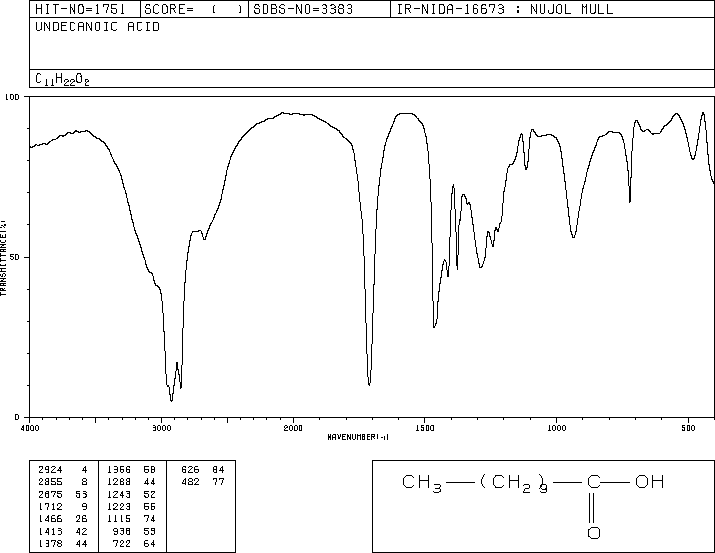 HIT-NO=1751 SCORE= ( ) SDBS-NO=3383 IR-NIDA-16673 : NUJOL MULL
UNDECANOIC ACID
C11H22O2
100
50
0
TRANSMITTANCE(%)
4000 3000 2000 1500 1000 500
WAVENUMBER(-1)
2924 4 1366 68 626 84
2855 8 1288 44 482 77
2675 53 1243 52
1712 9 1223 56
1466 26 1115 74
1413 42 938 53
1378 44 722 64
CH3—(CH2)9—C—OH
O